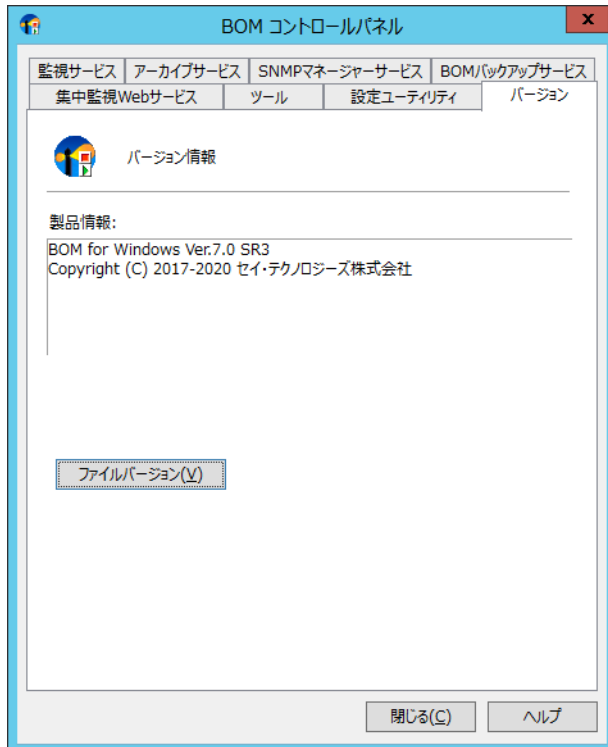 BOM コントロールパネル
x
監視サービス アーカイブサービス SNMPマネージャーサービス BOMバックアップサービス
集中監視Webサービス ツール 設定ユーティリティ バージョン
バージョン情報
製品情報:
BOM for Windows Ver.7.0 SR3
Copyright (C) 2017-2020 セイ・テクノロジーズ株式会社
ファイルバージョン(V)
閉じる(C) ヘルプ